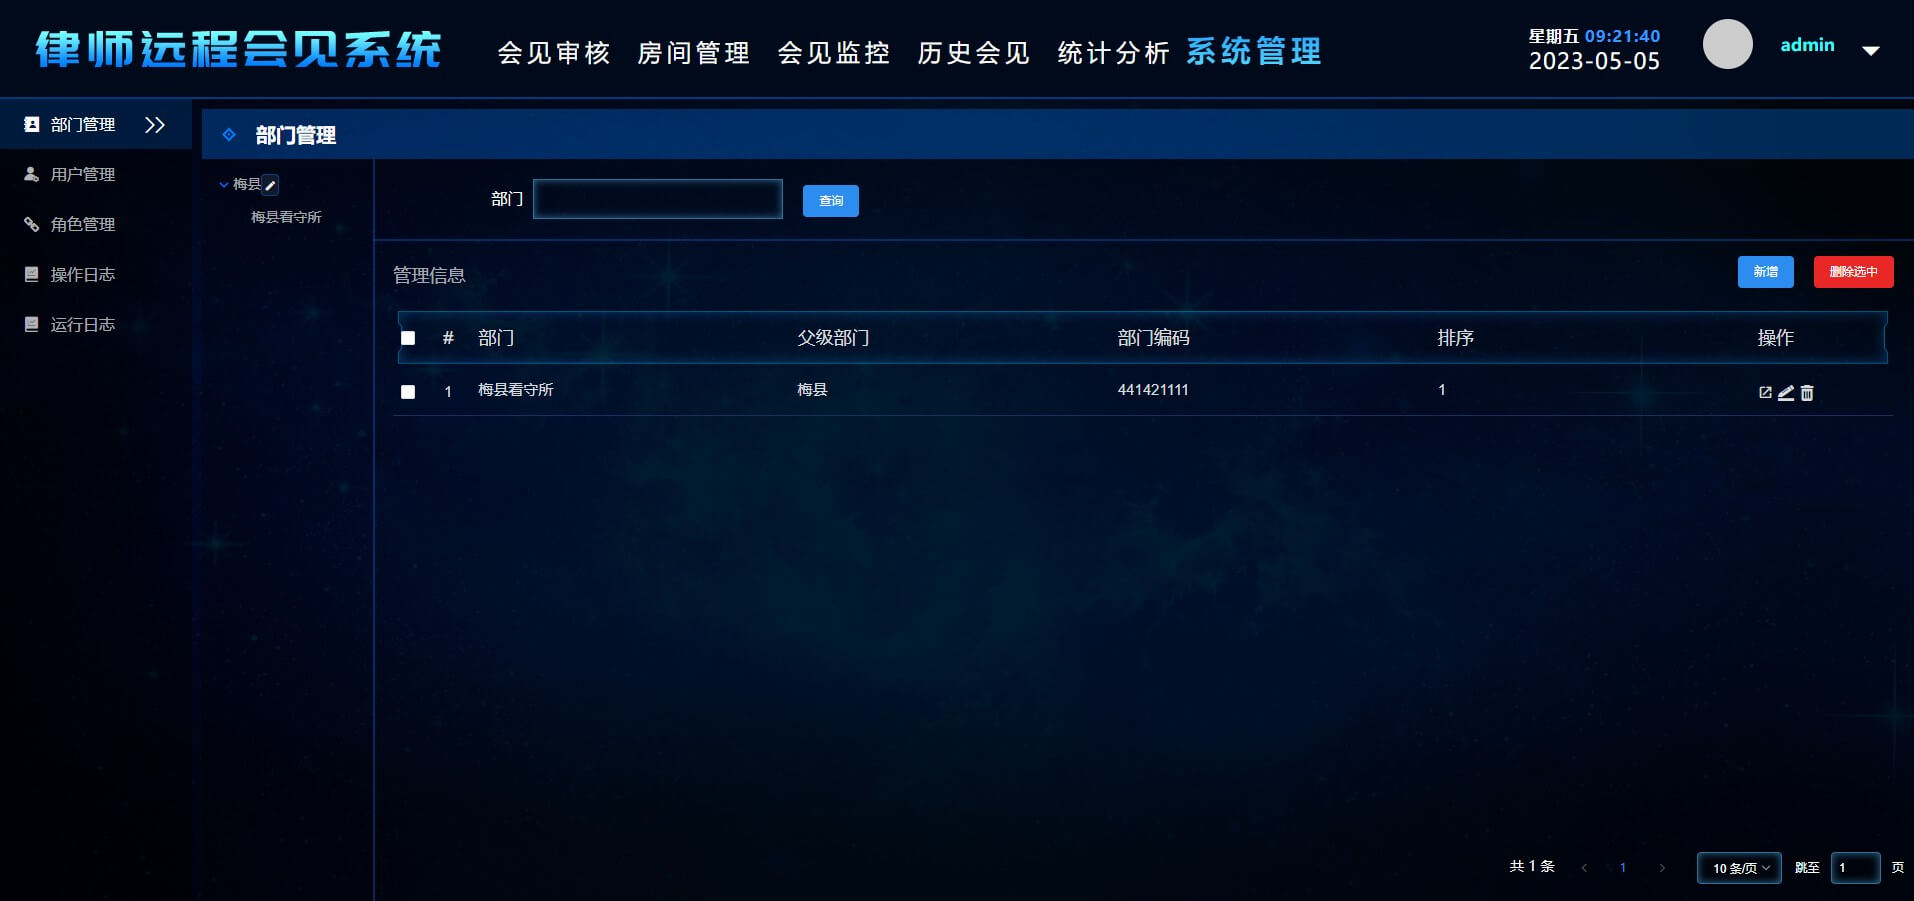 律师远程会见系统
会见审核 房间管理 会见监控 历史会见 统计分析 系统管理
星期五 09:21:40
2023-05-05
admin
部门管理
用户管理
角色管理
操作日志
运行日志
部门管理
梅县
梅县看守所
部门
查询
管理信息
新增 删除选中
# 部门 父级部门 部门编码 排序 操作
1 梅县看守所 梅县 441421111 1
共 1 条 1 10 条/页 跳至 1 页